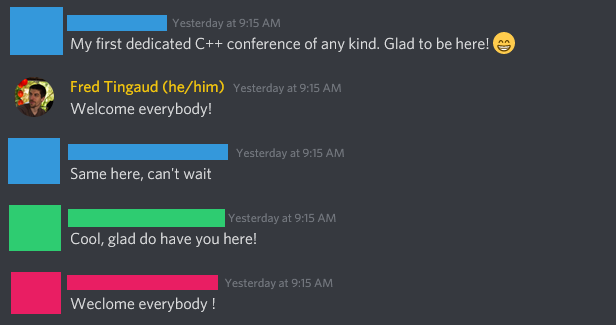 Yesterday at 9:15 AM
My first dedicated C++ conference of any kind. Glad to be here! 😁
Fred Tingaud (he/him) Yesterday at 9:15 AM
Welcome everybody!
Yesterday at 9:15 AM
Same here, can't wait
Yesterday at 9:15 AM
Cool, glad do have you here!
Yesterday at 9:15 AM
Weclome everybody !